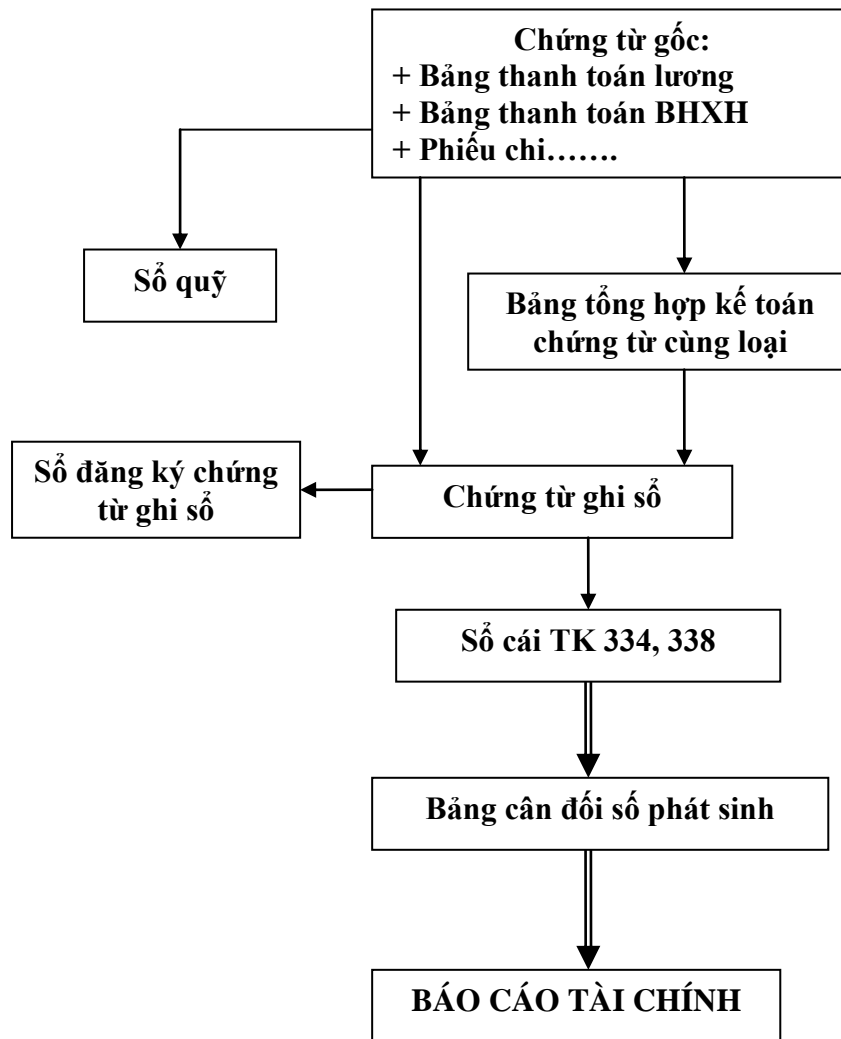 Chứng từ gốc:
+ Bảng thanh toán lương
+ Bảng thanh toán BHXH
+ Phiếu chi…….
Sổ quỹ
Bảng tổng hợp kế toán
chứng từ cùng loại
Sổ đăng ký chứng
từ ghi sổ
Chứng từ ghi sổ
Sổ cái TK 334, 338
Bảng cân đối số phát sinh
BÁO CÁO TÀI CHÍNH